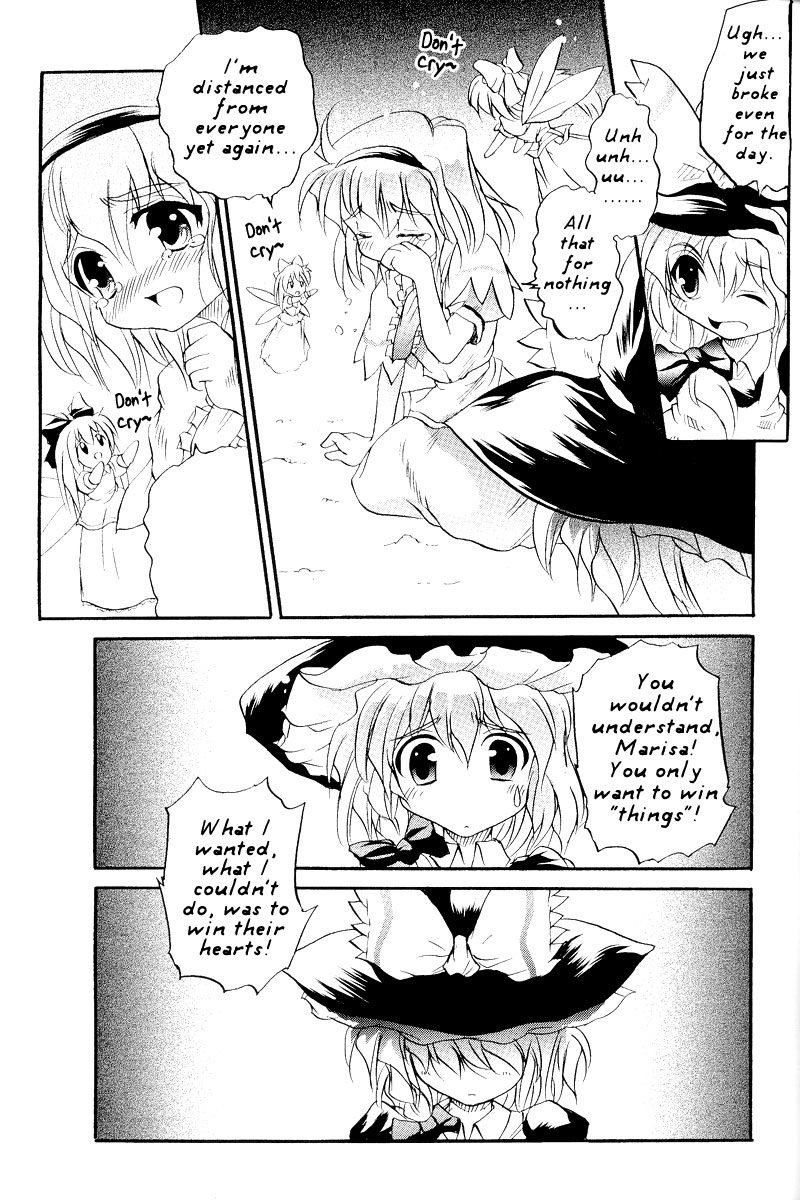 Ugh...
we
just
broke
even
for the
day.
Unh
unh...
uu...
......
All
that
for
nothing
...
Don't
cry~
I'm
distanced
from
everyone
yet again...
Don't
cry~
Don't
cry~
You
wouldn't
understand,
Marisa!
You only
want to win
"things"!
What I
wanted,
what I
couldn't
do, was to
win their
hearts!